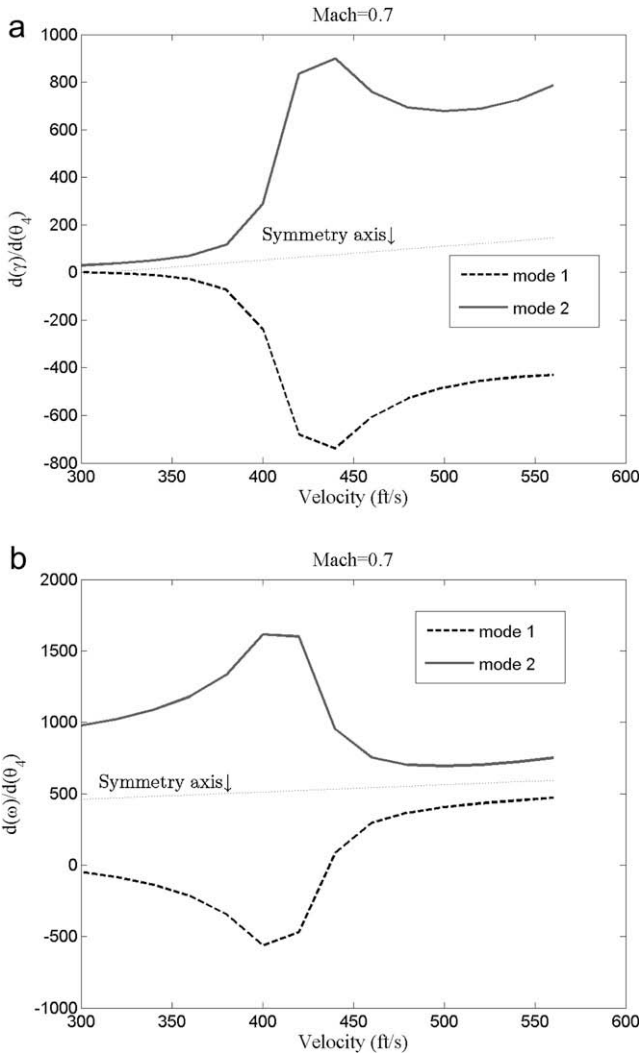 a
Mach=0.7
1000
800
600
400
200
0
-200
-400
-600
-800
d(γ)/d(θ4)
Symmetry axis↓
mode 1
mode 2
300
350
400
450
500
550
600
Velocity (ft/s)
b
Mach=0.7
2000
1500
1000
500
0
-500
-1000
d(ω)/d(θ4)
mode 1
mode 2
Symmetry axis↓
300
350
400
450
500
550
600
Velocity (ft/s)